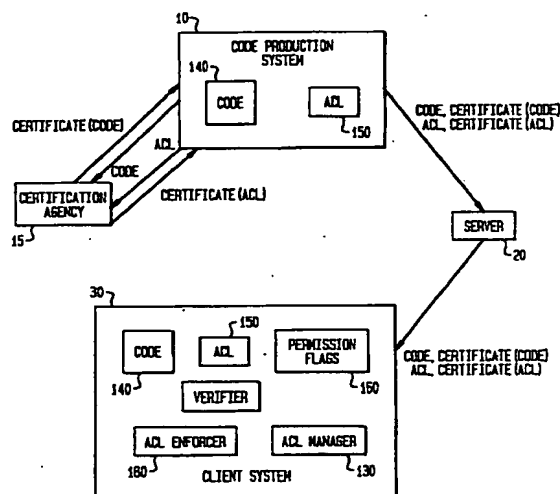 10
CODE PRODUCTION
SYSTEM
140
CODE
ACL
150
CERTIFICATE(CODE)
CODE
ACL
CERTIFICATE(ACL)
CODE, CERTIFICATE(CODE)
ACL, CERTIFICATE(ACL)
CERTIFICATION
AGENCY
15
SERVER
20
30
150
CODE
ACL
PERMISSION
FLAGS
140
160
VERIFIER
CODE, CERTIFICATE(CODE)
ACL, CERTIFICATE(ACL)
ACL ENFORCER
ACL MANAGER
180
130
CLIENT SYSTEM